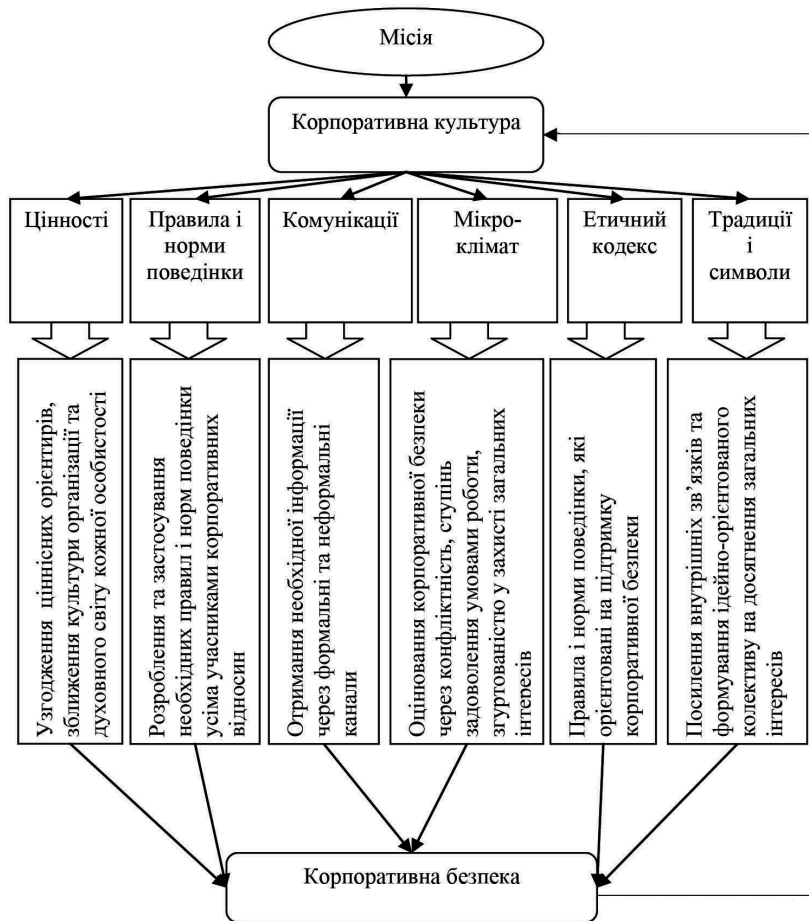 Місія
Корпоративна культура
Цінності
Правила і
норми
поведінки
Комунікації
Мікро-
клімат
Етичний
кодекс
Традиції
і
символи
Узгодження ціннісних орієнтирів,
зближення культури організації та
духовного світу кожної особистості
Розроблення та застосування
необхідних правил і норм поведінки
усіма учасниками корпоративних
відносин
Отримання необхідної інформації
через формальні та неформальні
канали
Оцінювання корпоративної безпеки
через конфліктність, ступінь
задоволення умовами роботи,
згуртованістю у захисті загальних
інтересів
Правила і норми поведінки, які
орієнтовані на підтримку
корпоративної безпеки
Посилення внутрішніх зв’язків та
формування ідейно-орієнтованого
колективу на досягнення загальних
інтересів
Корпоративна безпека